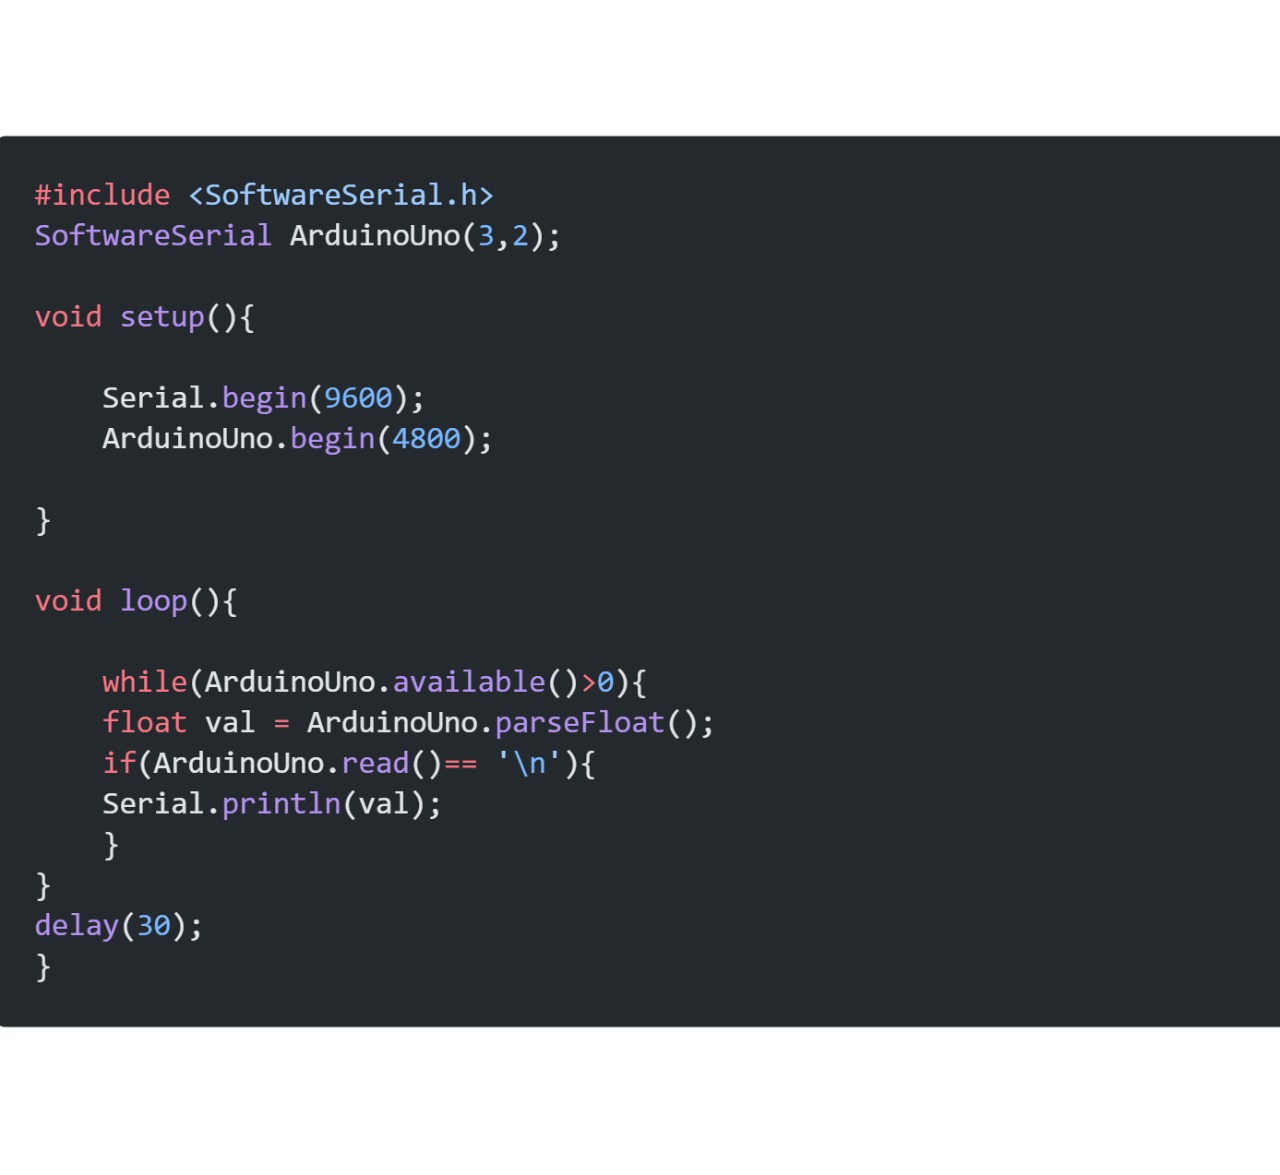 #include <SoftwareSerial.h>
SoftwareSerial ArduinoUno(3,2);
void setup(){
Serial.begin(9600);
ArduinoUno.begin(4800);
}
void loop(){
while(ArduinoUno.available()>0){
float val = ArduinoUno.parseFloat();
if(ArduinoUno.read()== '\n'){
Serial.println(val);
}
}
delay(30);
}